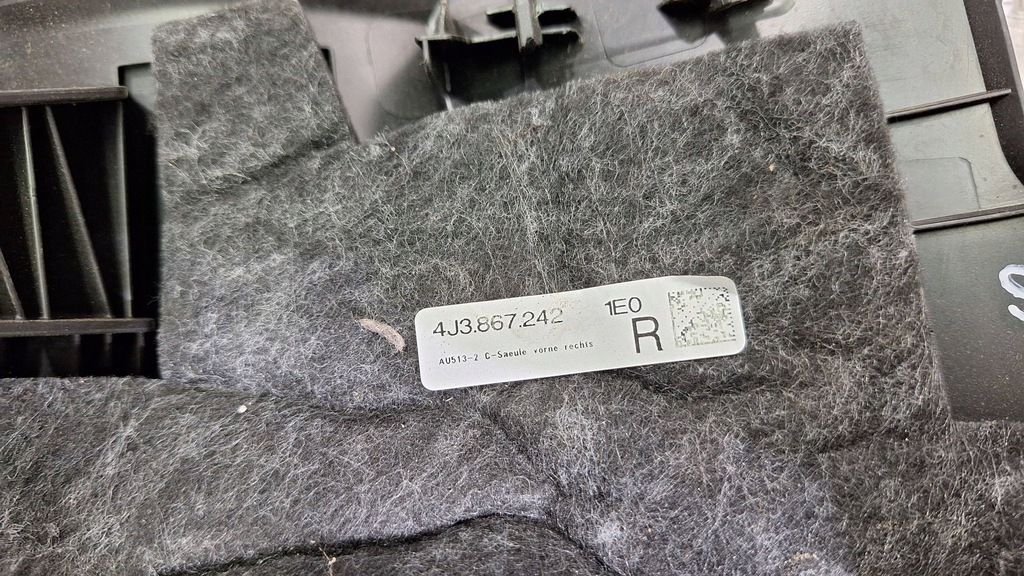 4J3.867.242 1E0
R
AU513-2 C-Saeule vorne rechts